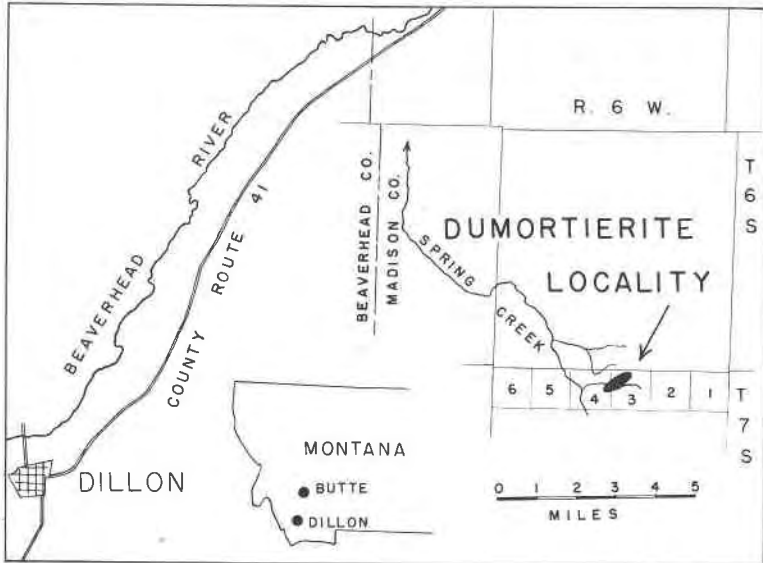 R. 6 W.
T 6 S
BEAVERHEAD RIVER
COUNTY ROUTE 41
BEAVERHEAD CO.
MADISON CO.
SPRING CREEK
DUMORTIERITE
LOCALITY
6 5 4 3 2 1
T 7 S
DILLON
MONTANA
BUTTE
DILLON
0 1 2 3 4 5
MILES